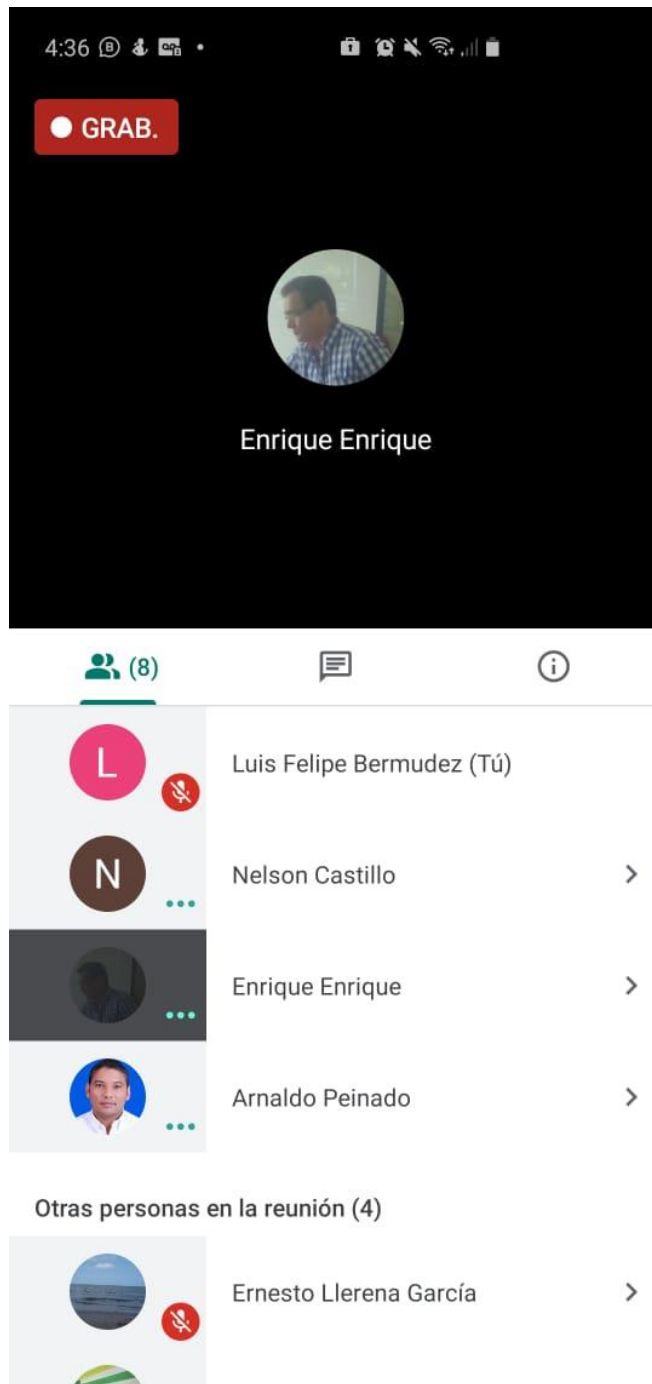 4:36
GRAB.
Enrique Enrique
(8)
L
Luis Felipe Bermudez (Tú)
N
Nelson Castillo
Enrique Enrique
Arnaldo Peinado
Otras personas en la reunión (4)
Ernesto Llerena García